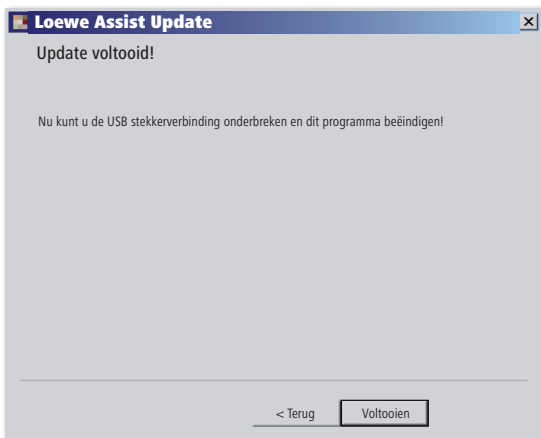 Loewe Assist Update
Update voltooid!
Nu kunt u de USB stekkerverbinding onderbreken en dit programma beëindigen!
< Terug
Voltooien